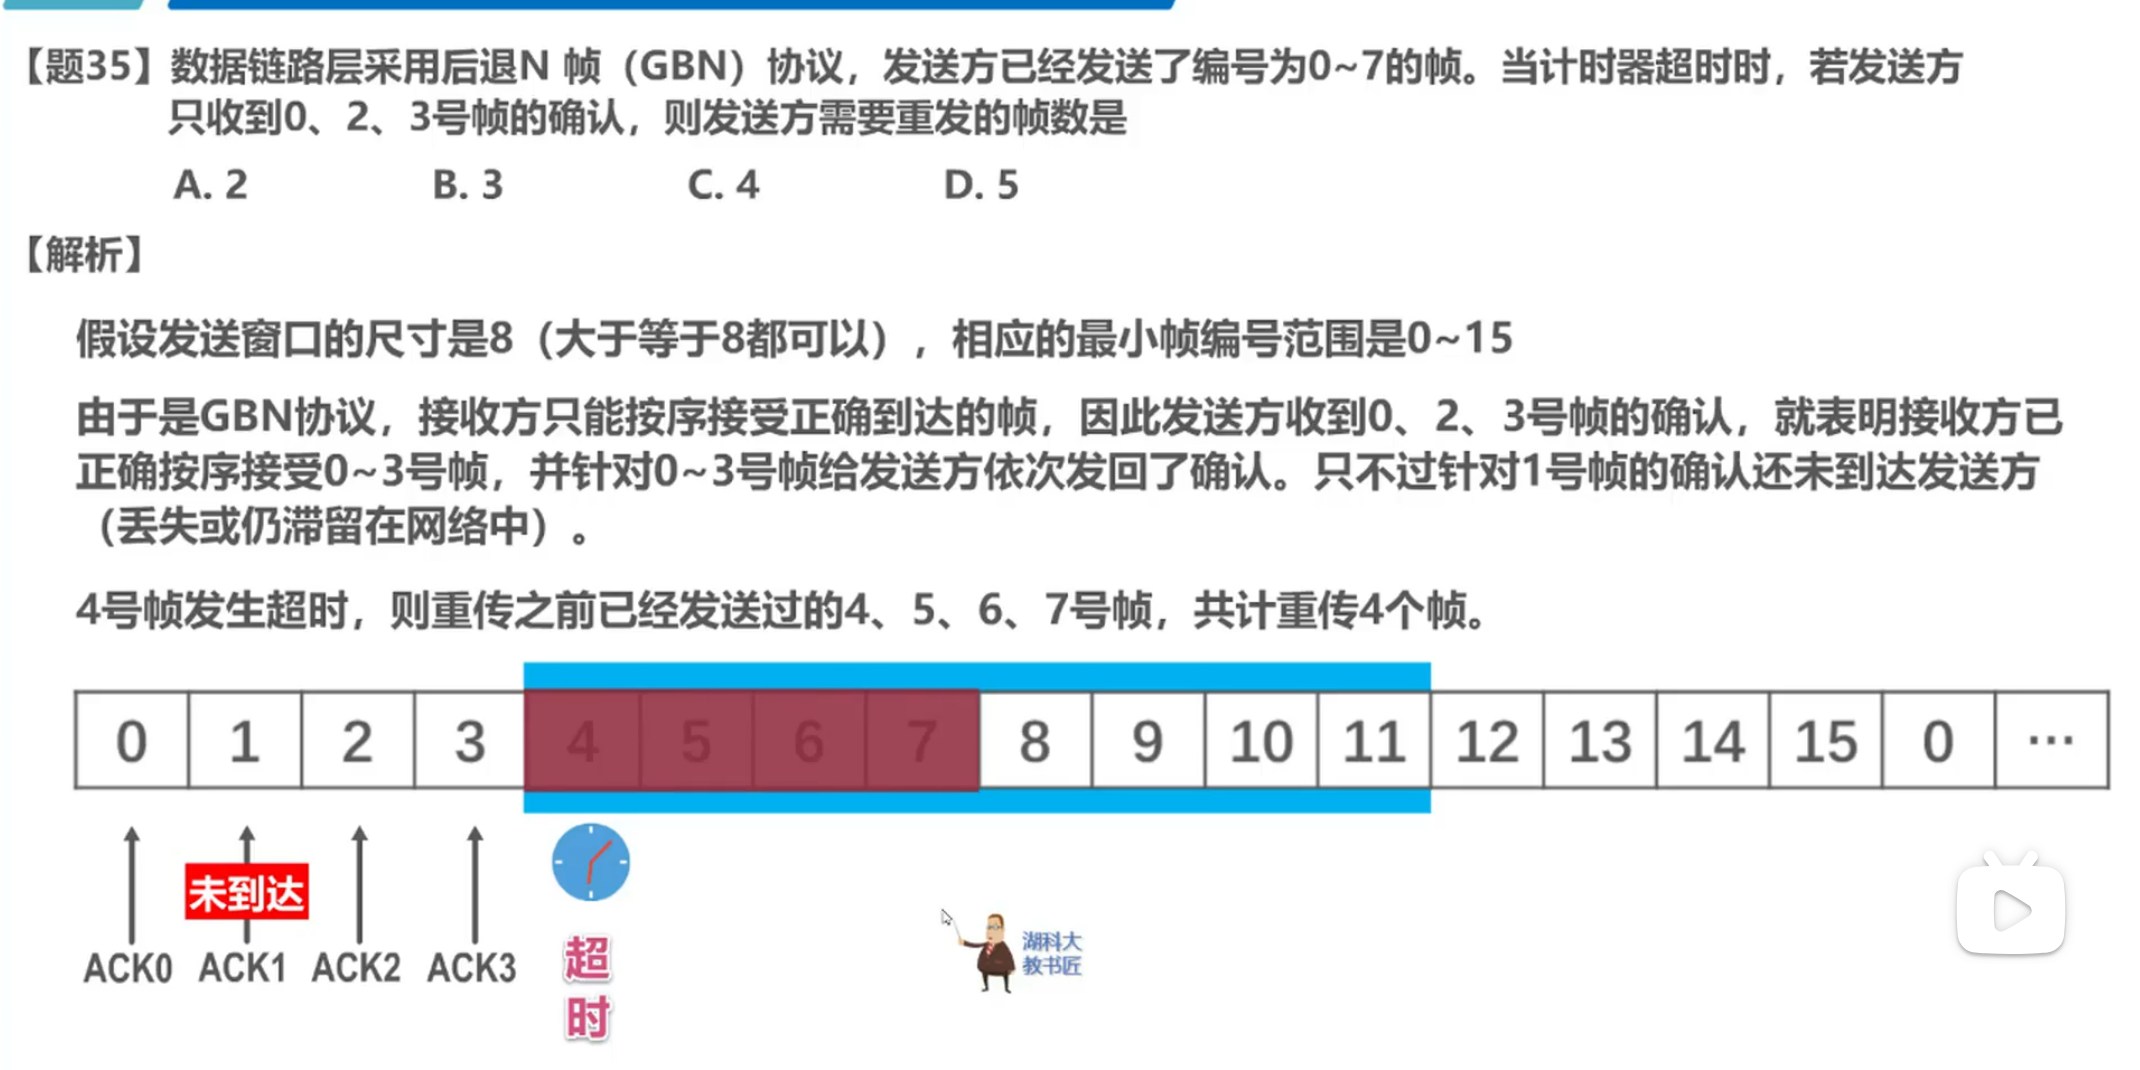 【题35】数据链路层采用后退N 帧（GBN）协议，发送方已经发送了编号为0~7的帧。当计时器超时时，若发送方
只收到0、2、3号帧的确认，则发送方需要重发的帧数是
A. 2 B. 3 C. 4 D. 5
【解析】
假设发送窗口的尺寸是8（大于等于8都可以），相应的最小帧编号范围是0~15
由于是GBN协议，接收方只能按序接受正确到达的帧，因此发送方收到0、2、3号帧的确认，就表明接收方已
正确按序接受0~3号帧，并针对0~3号帧给发送方依次发回了确认。只不过针对1号帧的确认还未到达发送方
（丢失或仍滞留在网络中）。
4号帧发生超时，则重传之前已经发送过的4、5、6、7号帧，共计重传4个帧。
0 1 2 3 4 5 6 7 8 9 10 11 12 13 14 15 0 ···
未到达
ACK0 ACK1 ACK2 ACK3
超
时
湖科大
教书匠